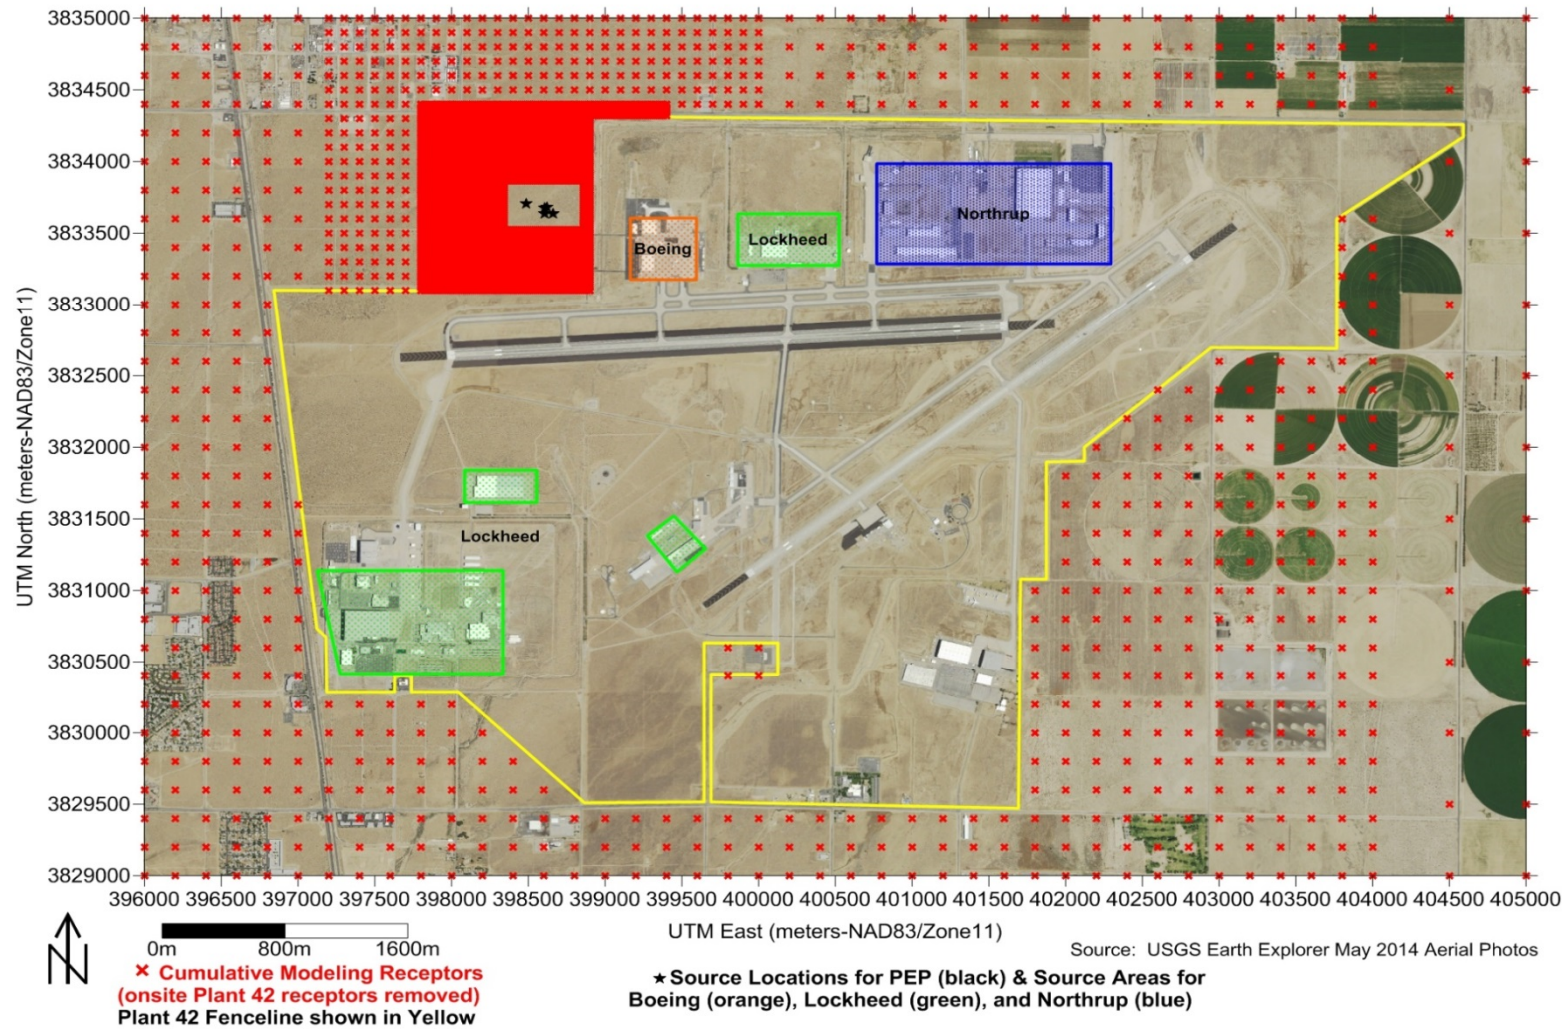 3835000
3834500
3834000
3833500
3833000
3832500
3832000
3831500
3831000
3830500
3830000
3829500
3829000
UTM North (meters-NAD83/Zone11)
Boeing
Lockheed
Northrup
Lockheed
396000 396500 397000 397500 398000 398500 399000 399500 400000 400500 401000 401500 402000 402500 403000 403500 404000 404500 405000
UTM East (meters-NAD83/Zone11)
N
0m 800m 1600m
Source: USGS Earth Explorer May 2014 Aerial Photos
× Cumulative Modeling Receptors
(onsite Plant 42 receptors removed)
Plant 42 Fenceline shown in Yellow
★ Source Locations for PEP (black) & Source Areas for
Boeing (orange), Lockheed (green), and Northrup (blue)